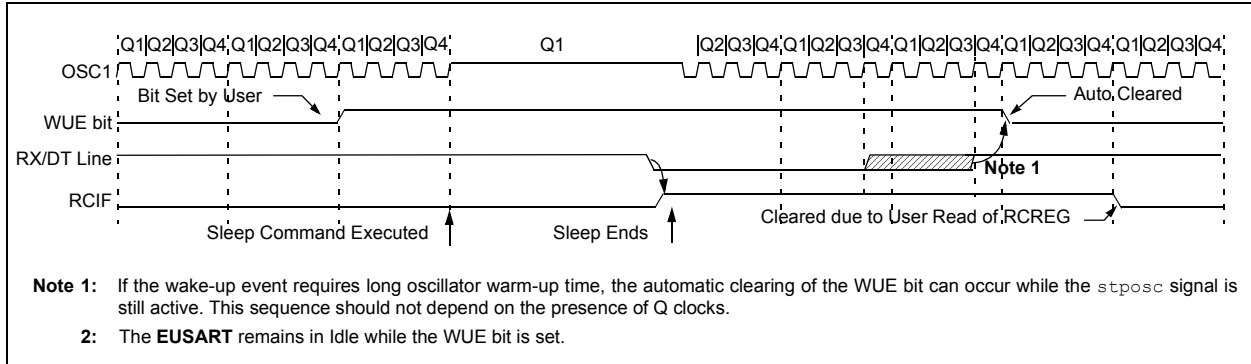 Q1|Q2|Q3|Q4|Q1|Q2|Q3|Q4|Q1|Q2|Q3|Q4 Q1 Q2|Q3|Q4|Q1|Q2|Q3|Q4|Q1|Q2|Q3|Q4|Q1|Q2|Q3|Q4|Q1|Q2|Q3|Q4
OSC1
Bit Set by User Auto Cleared
WUE bit
RX/DT Line
Note 1
RCIF
Cleared due to User Read of RCREG
Sleep Command Executed Sleep Ends
Note 1: If the wake-up event requires long oscillator warm-up time, the automatic clearing of the WUE bit can occur while the stposc signal is
still active. This sequence should not depend on the presence of Q clocks.
2: The EUSART remains in Idle while the WUE bit is set.